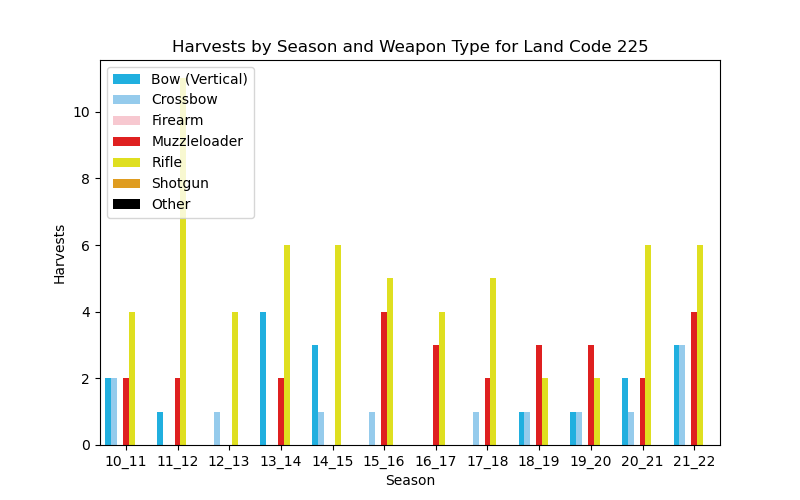 Harvests by Season and Weapon Type for Land Code 225
Bow (Vertical)
Crossbow
Firearm
Muzzleloader
Rifle
Shotgun
Other
10
8
6
4
2
0
Harvests
10_11 11_12 12_13 13_14 14_15 15_16 16_17 17_18 18_19 19_20 20_21 21_22
Season